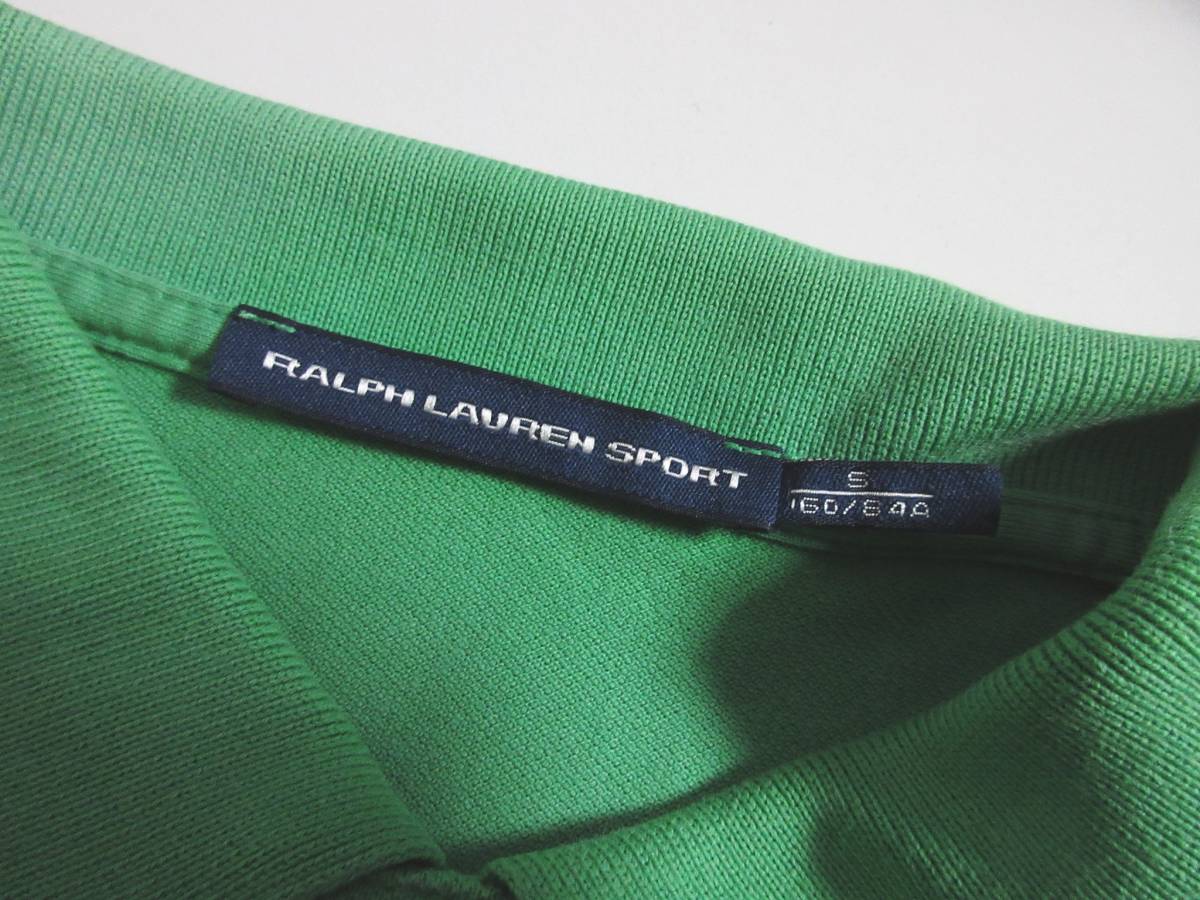 RALPH LAUREN SPORT
S
160/84A